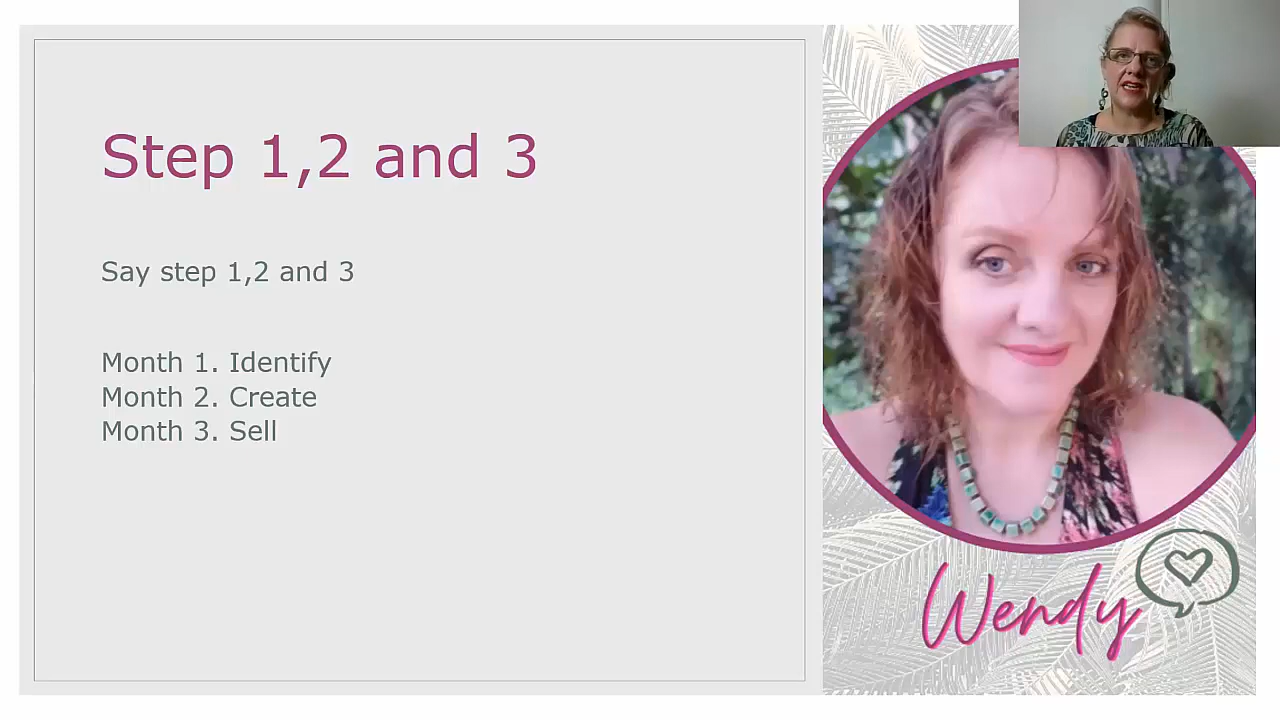 Step 1,2 and 3
Say step 1,2 and 3
Month 1. Identify
Month 2. Create
Month 3. Sell
Wendy